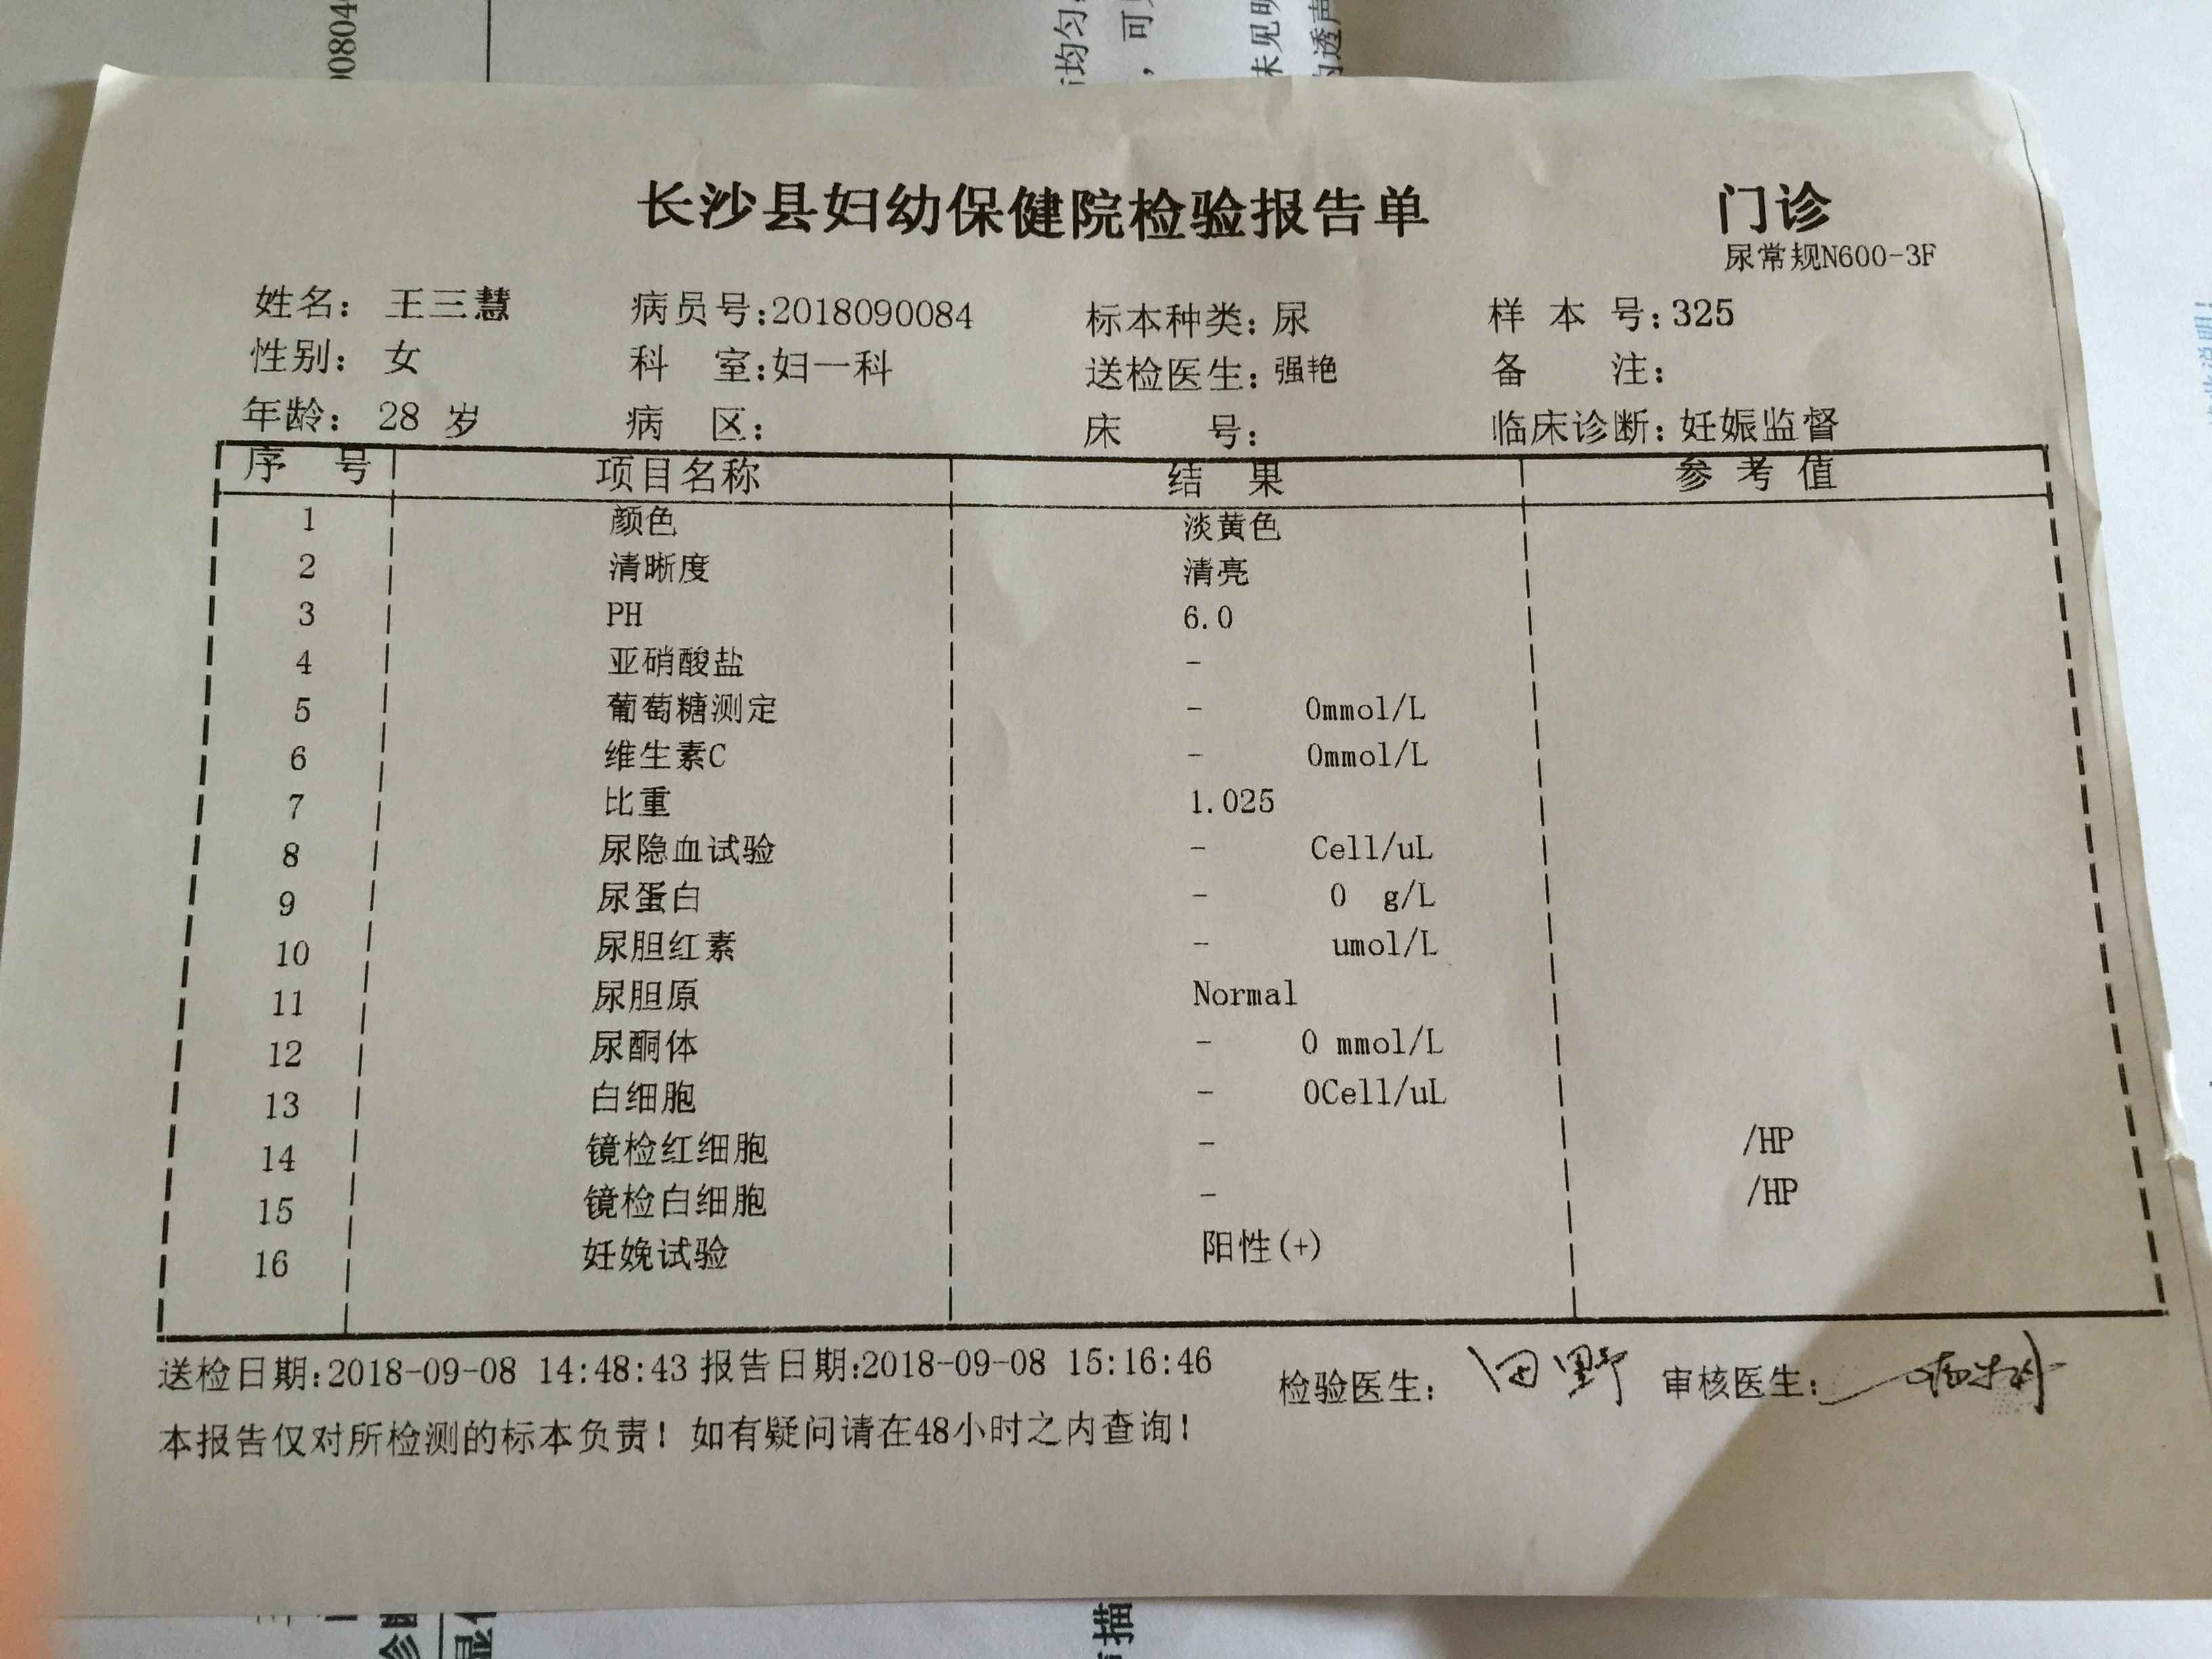 长沙县妇幼保健院检验报告单 门诊
尿常规N600-3F
姓名: 王三慧 病员号:2018090084 标本种类: 尿 样 本 号:325
性别: 女 科 室:妇一科 送检医生: 强艳 备 注:
年龄: 28 岁 病 区: 床 号: 临床诊断: 妊娠监督
序 号 项目名称 结 果 参 考 值
1 颜色 淡黄色
2 清晰度 清亮
3 PH 6.0
4 亚硝酸盐 -
5 葡萄糖测定 - 0mmol/L
6 维生素C - 0mmol/L
7 比重 1.025
8 尿隐血试验 - Cell/uL
9 尿蛋白 - 0 g/L
10 尿胆红素 - umol/L
11 尿胆原 Normal
12 尿酮体 - 0 mmol/L
13 白细胞 - 0Cell/uL
14 镜检红细胞 - /HP
15 镜检白细胞 - /HP
16 妊娩试验 阳性(+)
送检日期:2018-09-08 14:48:43 报告日期:2018-09-08 15:16:46 检验医生: 田野 审核医生:
本报告仅对所检测的标本负责! 如有疑问请在48小时之内查询!